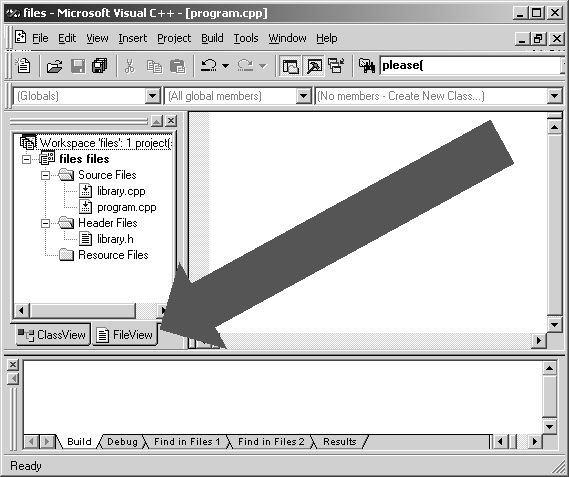 files - Microsoft Visual C++ - [program.cpp]
File Edit View Insert Project Build Tools Window Help
please(
(Globals) (All global members) (No members - Create New Class...)
Workspace 'files': 1 project(s
files files
Source Files
library.cpp
program.cpp
Header Files
library.h
Resource Files
ClassView FileView
Build Debug Find in Files 1 Find in Files 2 Results
Ready